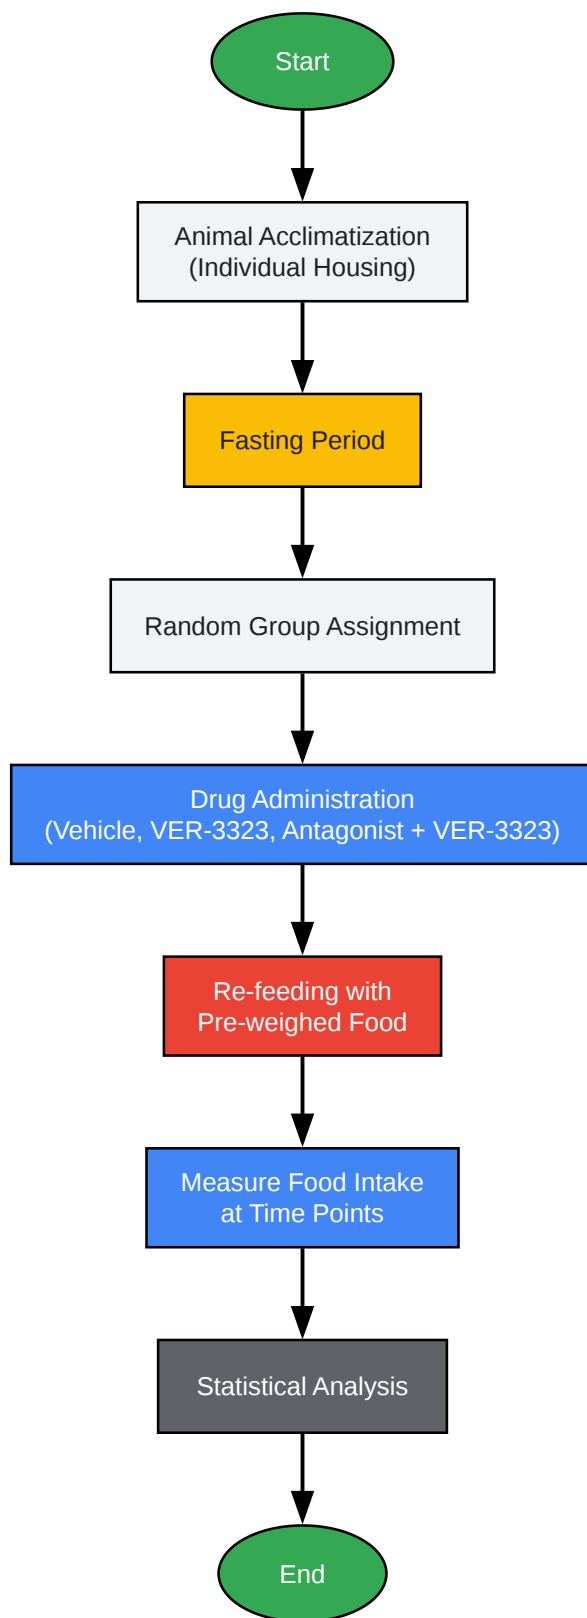 Start
Animal Acclimatization
(Individual Housing)
Fasting Period
Random Group Assignment
Drug Administration
(Vehicle, VER-3323, Antagonist + VER-3323)
Re-feeding with
Pre-weighed Food
Measure Food Intake
at Time Points
Statistical Analysis
End